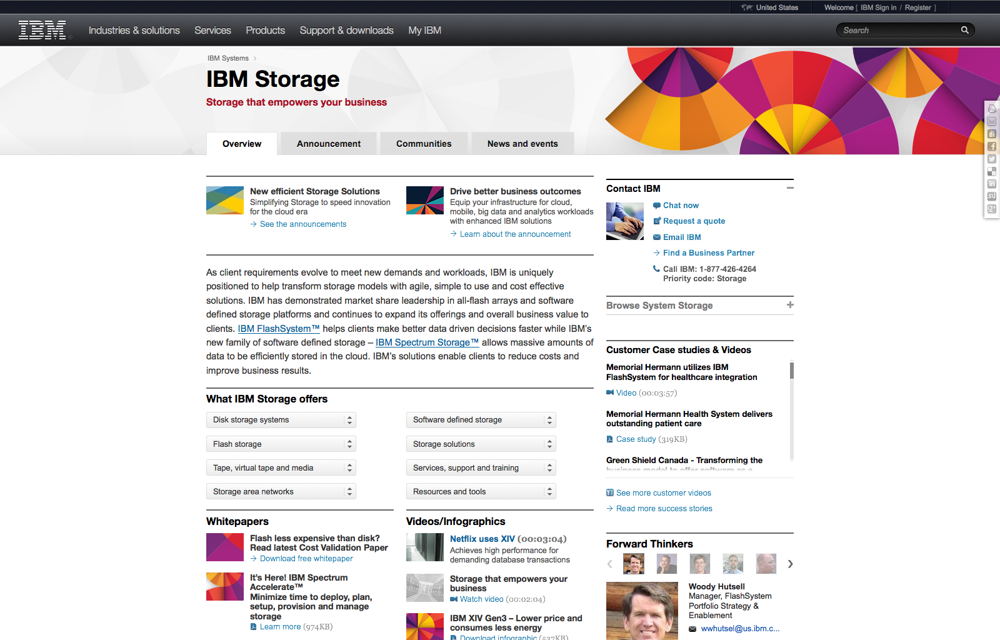 United States
Welcome [ IBM Sign in / Register ]
IBM
Industries & solutions
Services
Products
Support & downloads
My IBM
Search
IBM Systems
IBM Storage
Storage that empowers your business
Overview
Announcement
Communities
News and events
New efficient Storage Solutions
Simplifying Storage to speed innovation
for the cloud era
See the announcements
Drive better business outcomes
Equip your infrastructure for cloud,
mobile, big data and analytics workloads
with enhanced IBM solutions
Learn about the announcement
As client requirements evolve to meet new demands and workloads, IBM is uniquely
positioned to help transform storage models with agile, simple to use and cost effective
solutions. IBM has demonstrated market share leadership in all-flash arrays and software
defined storage platforms and continues to expand its offerings and overall business value to
clients. IBM FlashSystem™ helps clients make better data driven decisions faster while IBM's
new family of software defined storage – IBM Spectrum Storage™ allows massive amounts of
data to be efficiently stored in the cloud. IBM's solutions enable clients to reduce costs and
improve business results.
What IBM Storage offers
Disk storage systems
Software defined storage
Flash storage
Storage solutions
Tape, virtual tape and media
Services, support and training
Storage area networks
Resources and tools
Whitepapers
Flash less expensive than disk?
Read latest Cost Validation Paper
Download free whitepaper
It's Here! IBM Spectrum
Accelerate™
Minimize time to deploy, plan,
setup, provision and manage
storage
Learn more (974KB)
Videos/Infographics
Netflix uses XIV (00:03:04)
Achieves high performance for
demanding database transactions
Storage that empowers your
business
Watch video (00:02:04)
IBM XIV Gen3 – Lower price and
consumes less energy
Download infographic (537KB)
Contact IBM
Chat now
Request a quote
Email IBM
Find a Business Partner
Call IBM: 1-877-426-4264
Priority code: Storage
Browse System Storage
Customer Case studies & Videos
Memorial Hermann utilizes IBM
FlashSystem for healthcare integration
Video (00:03:57)
Memorial Hermann Health System delivers
outstanding patient care
Case study (319KB)
Green Shield Canada - Transforming the
business model to offer software as a
See more customer videos
Read more success stories
Forward Thinkers
Woody Hutsell
Manager, FlashSystem
Portfolio Strategy &
Enablement
wwhutsel@us.ibm.c...